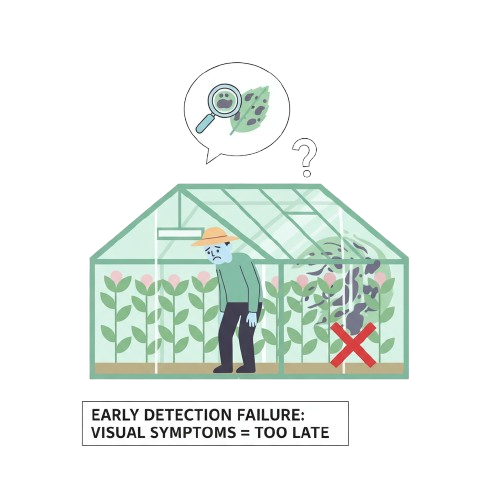 ?
EARLY DETECTION FAILURE:
VISUAL SYMPTOMS = TOO LATE